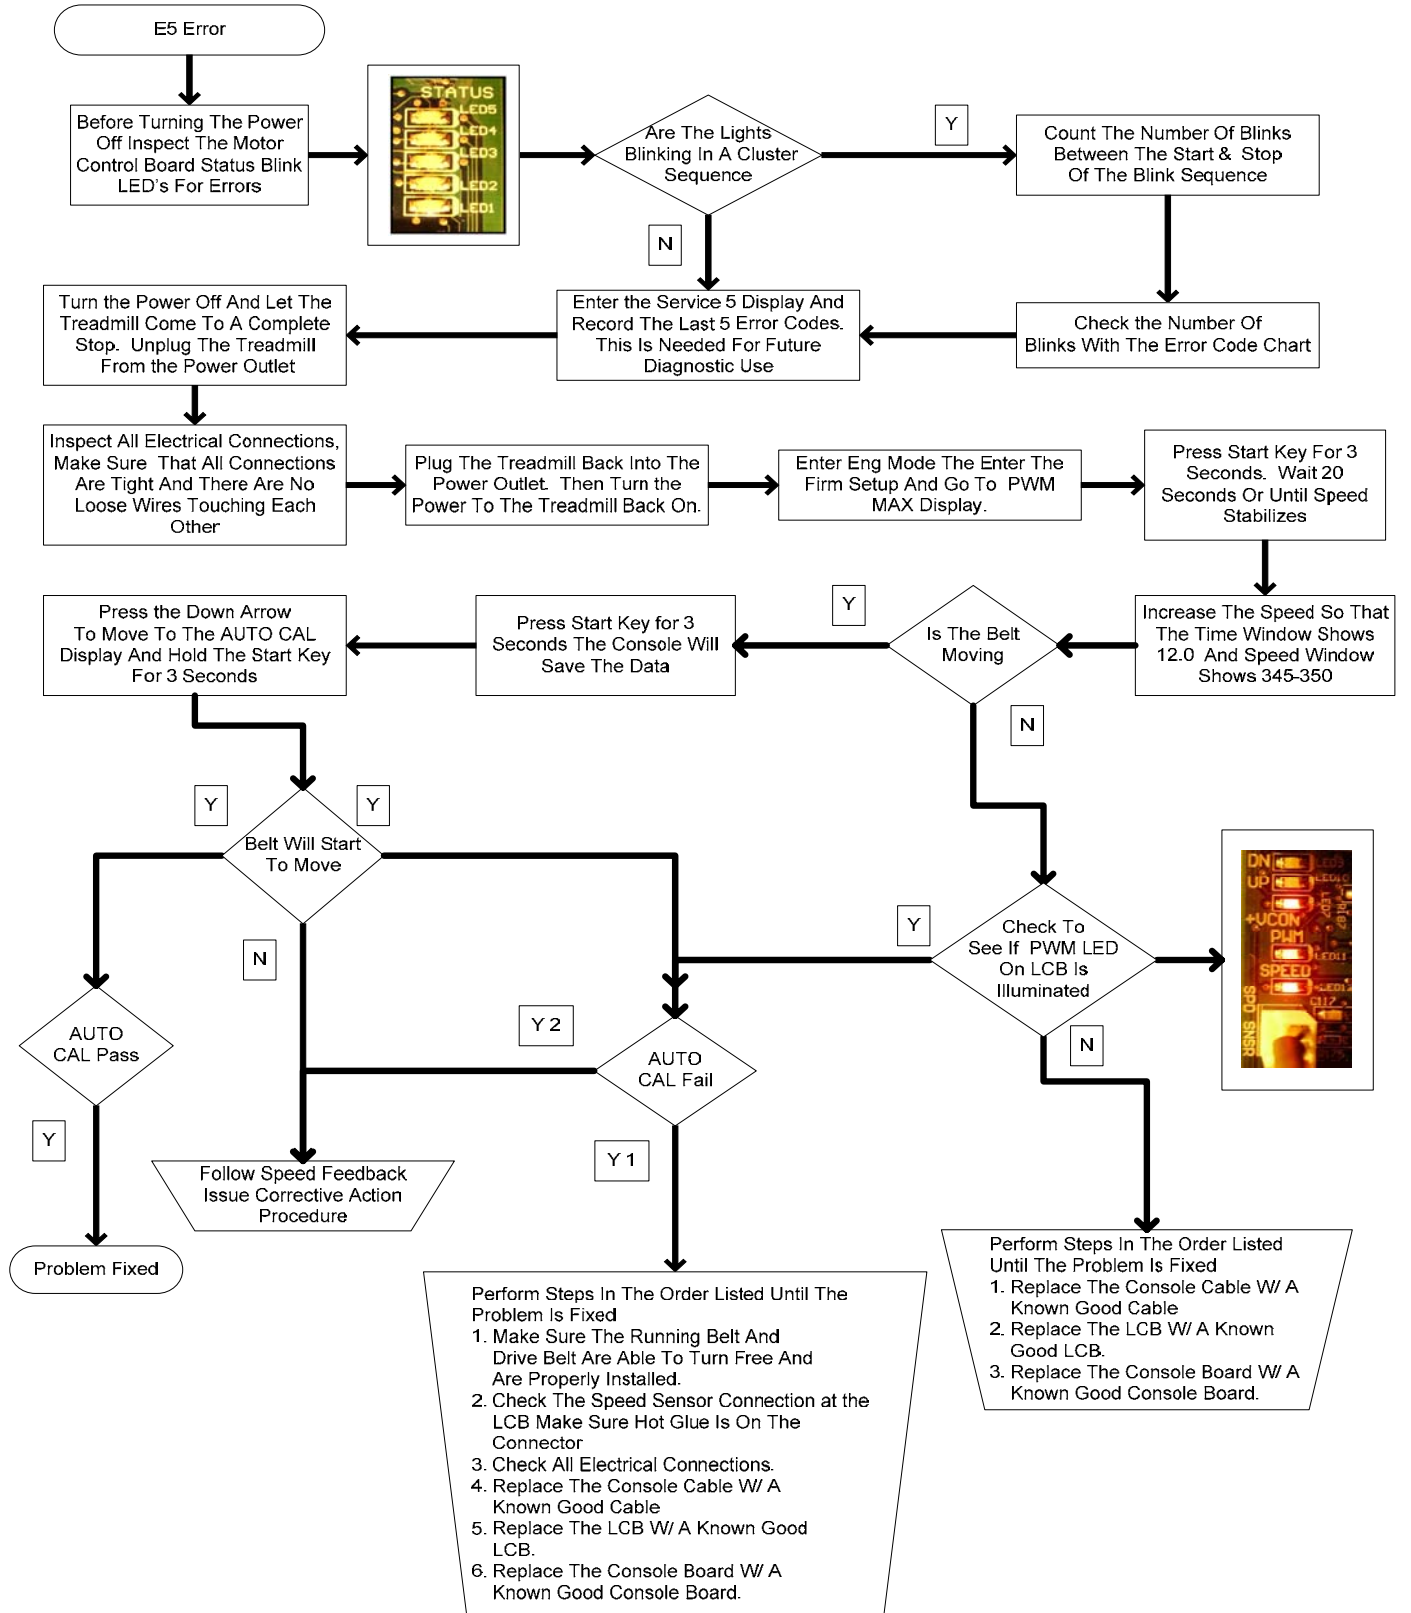 E5 Error
Before Turning The Power
Off Inspect The Motor
Control Board Status Blink
LED's For Errors
STATUS
LED5
LED4
LED3
LED2
LED1
Are The Lights
Blinking In A Cluster
Sequence
Y
N
Count The Number Of Blinks
Between The Start & Stop
Of The Blink Sequence
Check the Number Of
Blinks With The Error Code Chart
Enter the Service 5 Display And
Record The Last 5 Error Codes.
This Is Needed For Future
Diagnostic Use
Turn the Power Off And Let The
Treadmill Come To A Complete
Stop. Unplug The Treadmill
From the Power Outlet
Inspect All Electrical Connections,
Make Sure That All Connections
Are Tight And There Are No
Loose Wires Touching Each
Other
Plug The Treadmill Back Into The
Power Outlet. Then Turn the
Power To The Treadmill Back On.
Enter Eng Mode The Enter The
Firm Setup And Go To PWM
MAX Display.
Press Start Key For 3
Seconds. Wait 20
Seconds Or Until Speed
Stabilizes
Increase The Speed So That
The Time Window Shows
12.0 And Speed Window
Shows 345-350
Is The Belt
Moving
Y
N
Press Start Key for 3
Seconds The Console Will
Save The Data
Press the Down Arrow
To Move To The AUTO CAL
Display And Hold The Start Key
For 3 Seconds
Belt Will Start
To Move
Y
Y
N
Check To
See If PWM LED
On LCB Is
Illuminated
Y
N
DN
UP
+VCON
PWM
SPEED
SPD SNSR
LED10
LED7
LED11
LED12
C117
AUTO
CAL Pass
Y
Problem Fixed
AUTO
CAL Fail
Y 2
Y 1
Follow Speed Feedback
Issue Corrective Action
Procedure
Perform Steps In The Order Listed Until The
Problem Is Fixed
1. Make Sure The Running Belt And
Drive Belt Are Able To Turn Free And
Are Properly Installed.
2. Check The Speed Sensor Connection at the
LCB Make Sure Hot Glue Is On The
Connector
3. Check All Electrical Connections.
4. Replace The Console Cable W/ A
Known Good Cable
5. Replace The LCB W/ A Known Good
LCB.
6. Replace The Console Board W/ A
Known Good Console Board.
Perform Steps In The Order Listed
Until The Problem Is Fixed
1. Replace The Console Cable W/ A
Known Good Cable
2. Replace The LCB W/ A Known
Good LCB.
3. Replace The Console Board W/ A
Known Good Console Board.